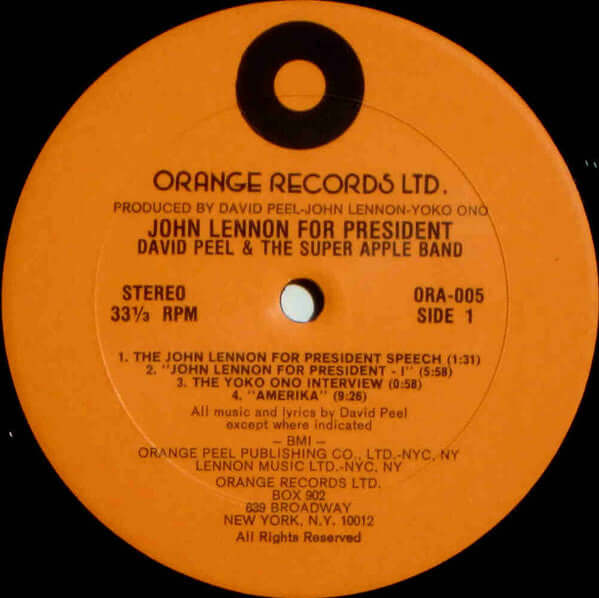 ORANGE RECORDS LTD.
PRODUCED BY DAVID PEEL-JOHN LENNON-YOKO ONO
JOHN LENNON FOR PRESIDENT
DAVID PEEL & THE SUPER APPLE BAND
STEREO
33⅓ RPM
ORA-005
SIDE 1
1. THE JOHN LENNON FOR PRESIDENT SPEECH (1:31)
2. "JOHN LENNON FOR PRESIDENT - I" (5:58)
3. THE YOKO ONO INTERVIEW (0:58)
4. "AMERIKA" (9:26)
All music and lyrics by David Peel
except where indicated
– BMI –
ORANGE PEEL PUBLISHING CO., LTD.-NYC, NY
LENNON MUSIC LTD.-NYC, NY
ORANGE RECORDS LTD.
BOX 902
639 BROADWAY
NEW YORK, N.Y. 10012
All Rights Reserved